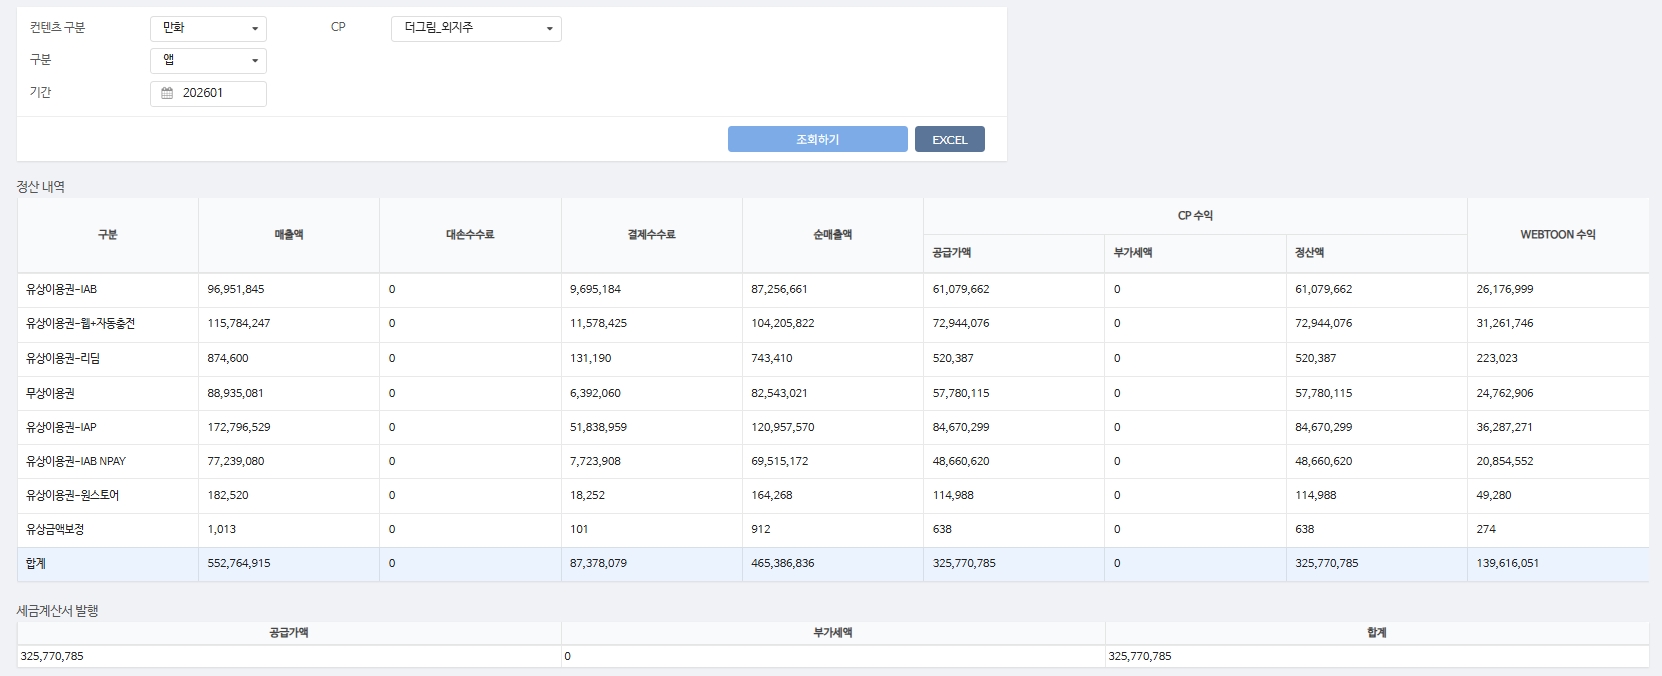 컨텐츠 구분 만화 CP 더그림_외지주
구분 앱
기간 202601
조회하기 EXCEL
정산 내역
구분 매출액 대손수수료 결제수수료 순매출액 CP 수익 WEBTOON 수익
공급가액 부가세액 정산액
유상이용권-IAB 96,951,845 0 9,695,184 87,256,661 61,079,662 0 61,079,662 26,176,999
유상이용권-웹+자동충전 115,784,247 0 11,578,425 104,205,822 72,944,076 0 72,944,076 31,261,746
유상이용권-리딤 874,600 0 131,190 743,410 520,387 0 520,387 223,023
무상이용권 88,935,081 0 6,392,060 82,543,021 57,780,115 0 57,780,115 24,762,906
유상이용권-IAP 172,796,529 0 51,838,959 120,957,570 84,670,299 0 84,670,299 36,287,271
유상이용권-IAB NPAY 77,239,080 0 7,723,908 69,515,172 48,660,620 0 48,660,620 20,854,552
유상이용권-원스토어 182,520 0 18,252 164,268 114,988 0 114,988 49,280
유상금액보정 1,013 0 101 912 638 0 638 274
합계 552,764,915 0 87,378,079 465,386,836 325,770,785 0 325,770,785 139,616,051
세금계산서 발행
공급가액 부가세액 합계
325,770,785 0 325,770,785